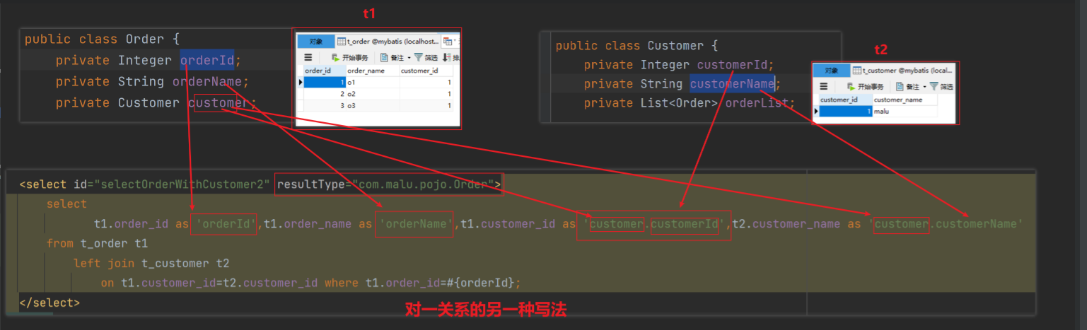 t1
public class Order {
private Integer orderId;
private String orderName;
private Customer customer;
对象 t_order @mybatis (localhost...
开始事务 备注 筛选
order_id order_name customer_id
1 o1 1
2 o2 1
3 o3 1
public class Customer {
private Integer customerId;
private String customerName;
private List<Order> orderList;
t2
对象 t_customer @mybatis (local...
开始事务 备注 筛选
customer_id customer_name
1 malu
<select id="selectOrderWithCustomer2" resultType="com.malu.pojo.Order">
select
t1.order_id as 'orderId',t1.order_name as 'orderName',t1.customer_id as 'customer.customerId',t2.customer_name as 'customer.customerName'
from t_order t1
left join t_customer t2
on t1.customer_id=t2.customer_id where t1.order_id=#{orderId};
</select>
对一关系的另一种写法